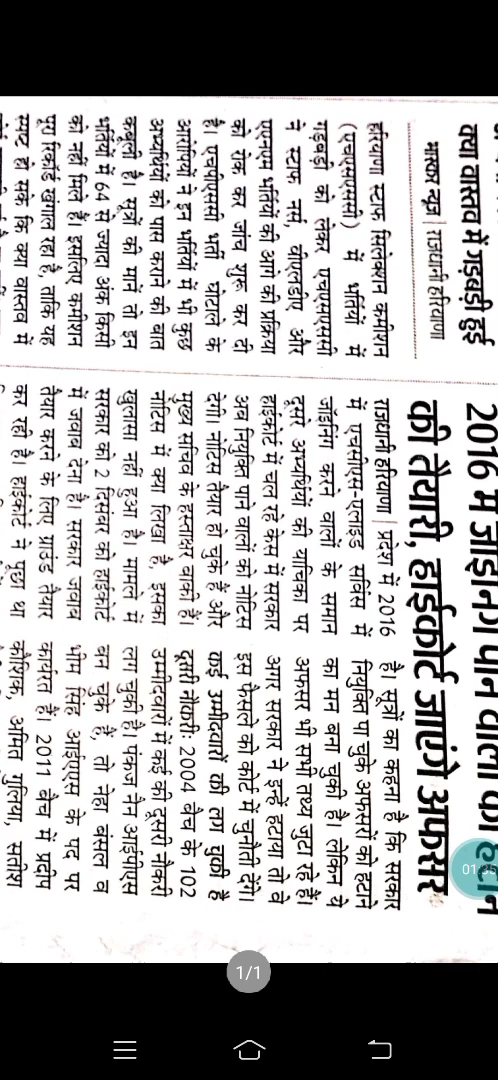 क्या वास्तव में गड़बड़ी हुई
भास्कर न्यूज | राजधानी हरियाणा
हरियाणा स्टाफ सिलेक्शन कमीशन
(एचएसएससी) में भर्तियों में
गड़बड़ी को लेकर एचएसएससी
ने स्टाफ नर्स, वीएलडीए और
एएनएम भर्तियों की आगे की प्रक्रिया
को रोक कर जांच शुरू कर दी
है। एचपीएससी भर्ती घोटाले के
आरोपियों ने इन भर्तियों में भी कुछ
अभ्यर्थियों को पास कराने की बात
कबूली है। सूत्रों की मानें तो इन
भर्तियों में 64 से ज्यादा अंक किसी
को नहीं मिले हैं। इसलिए कमीशन
पूरा रिकॉर्ड खंगाल रहा है, ताकि यह
स्पष्ट हो सके कि क्या वास्तव में
2016 में ज्वाइनिंग पाने वालों को हटाने
की तैयारी, हाईकोर्ट जाएंगे अफसर
राजधानी हरियाणा | प्रदेश में 2016
में एचसीएस-एलाइड सर्विस में
जॉइनिंग करने वालों के समान
दूसरे अभ्यर्थियों की याचिका पर
हाईकोर्ट में चल रहे केस में सरकार
अब नियुक्ति पाने वालों को नोटिस
देगी। नोटिस तैयार हो चुके हैं और
मुख्य सचिव के हस्ताक्षर बाकी हैं।
नोटिस में क्या लिखा है, इसका
खुलासा नहीं हुआ है। मामले में
सरकार को 2 दिसंबर को हाईकोर्ट
में जवाब देना है। सरकार जवाब
तैयार करने के लिए ग्राउंड तैयार
कर रही है। हाईकोर्ट ने पूछा था
है। सूत्रों का कहना है कि सरकार
नियुक्ति पा चुके अफसरों को हटाने
का मन बना चुकी है। लेकिन ये
अफसर भी सभी तथ्य जुटा रहे हैं।
अगर सरकार ने इन्हें हटाया तो वे
इस फैसले को कोर्ट में चुनौती देंगे।
कई उम्मीदवारों की लग चुकी है
दूसरी नौकरी: 2004 बैच के 102
उम्मीदवारों में कई की दूसरी नौकरी
लग चुकी है। पंकज नैन आईपीएस
बन चुके हैं, तो नेहा बंसल व
भीम सिंह आईएएस के पद पर
कार्यरत हैं। 2011 बैच में प्रदीप
कौशिक, अमित गुलिया, सतीश
01:35
1/1